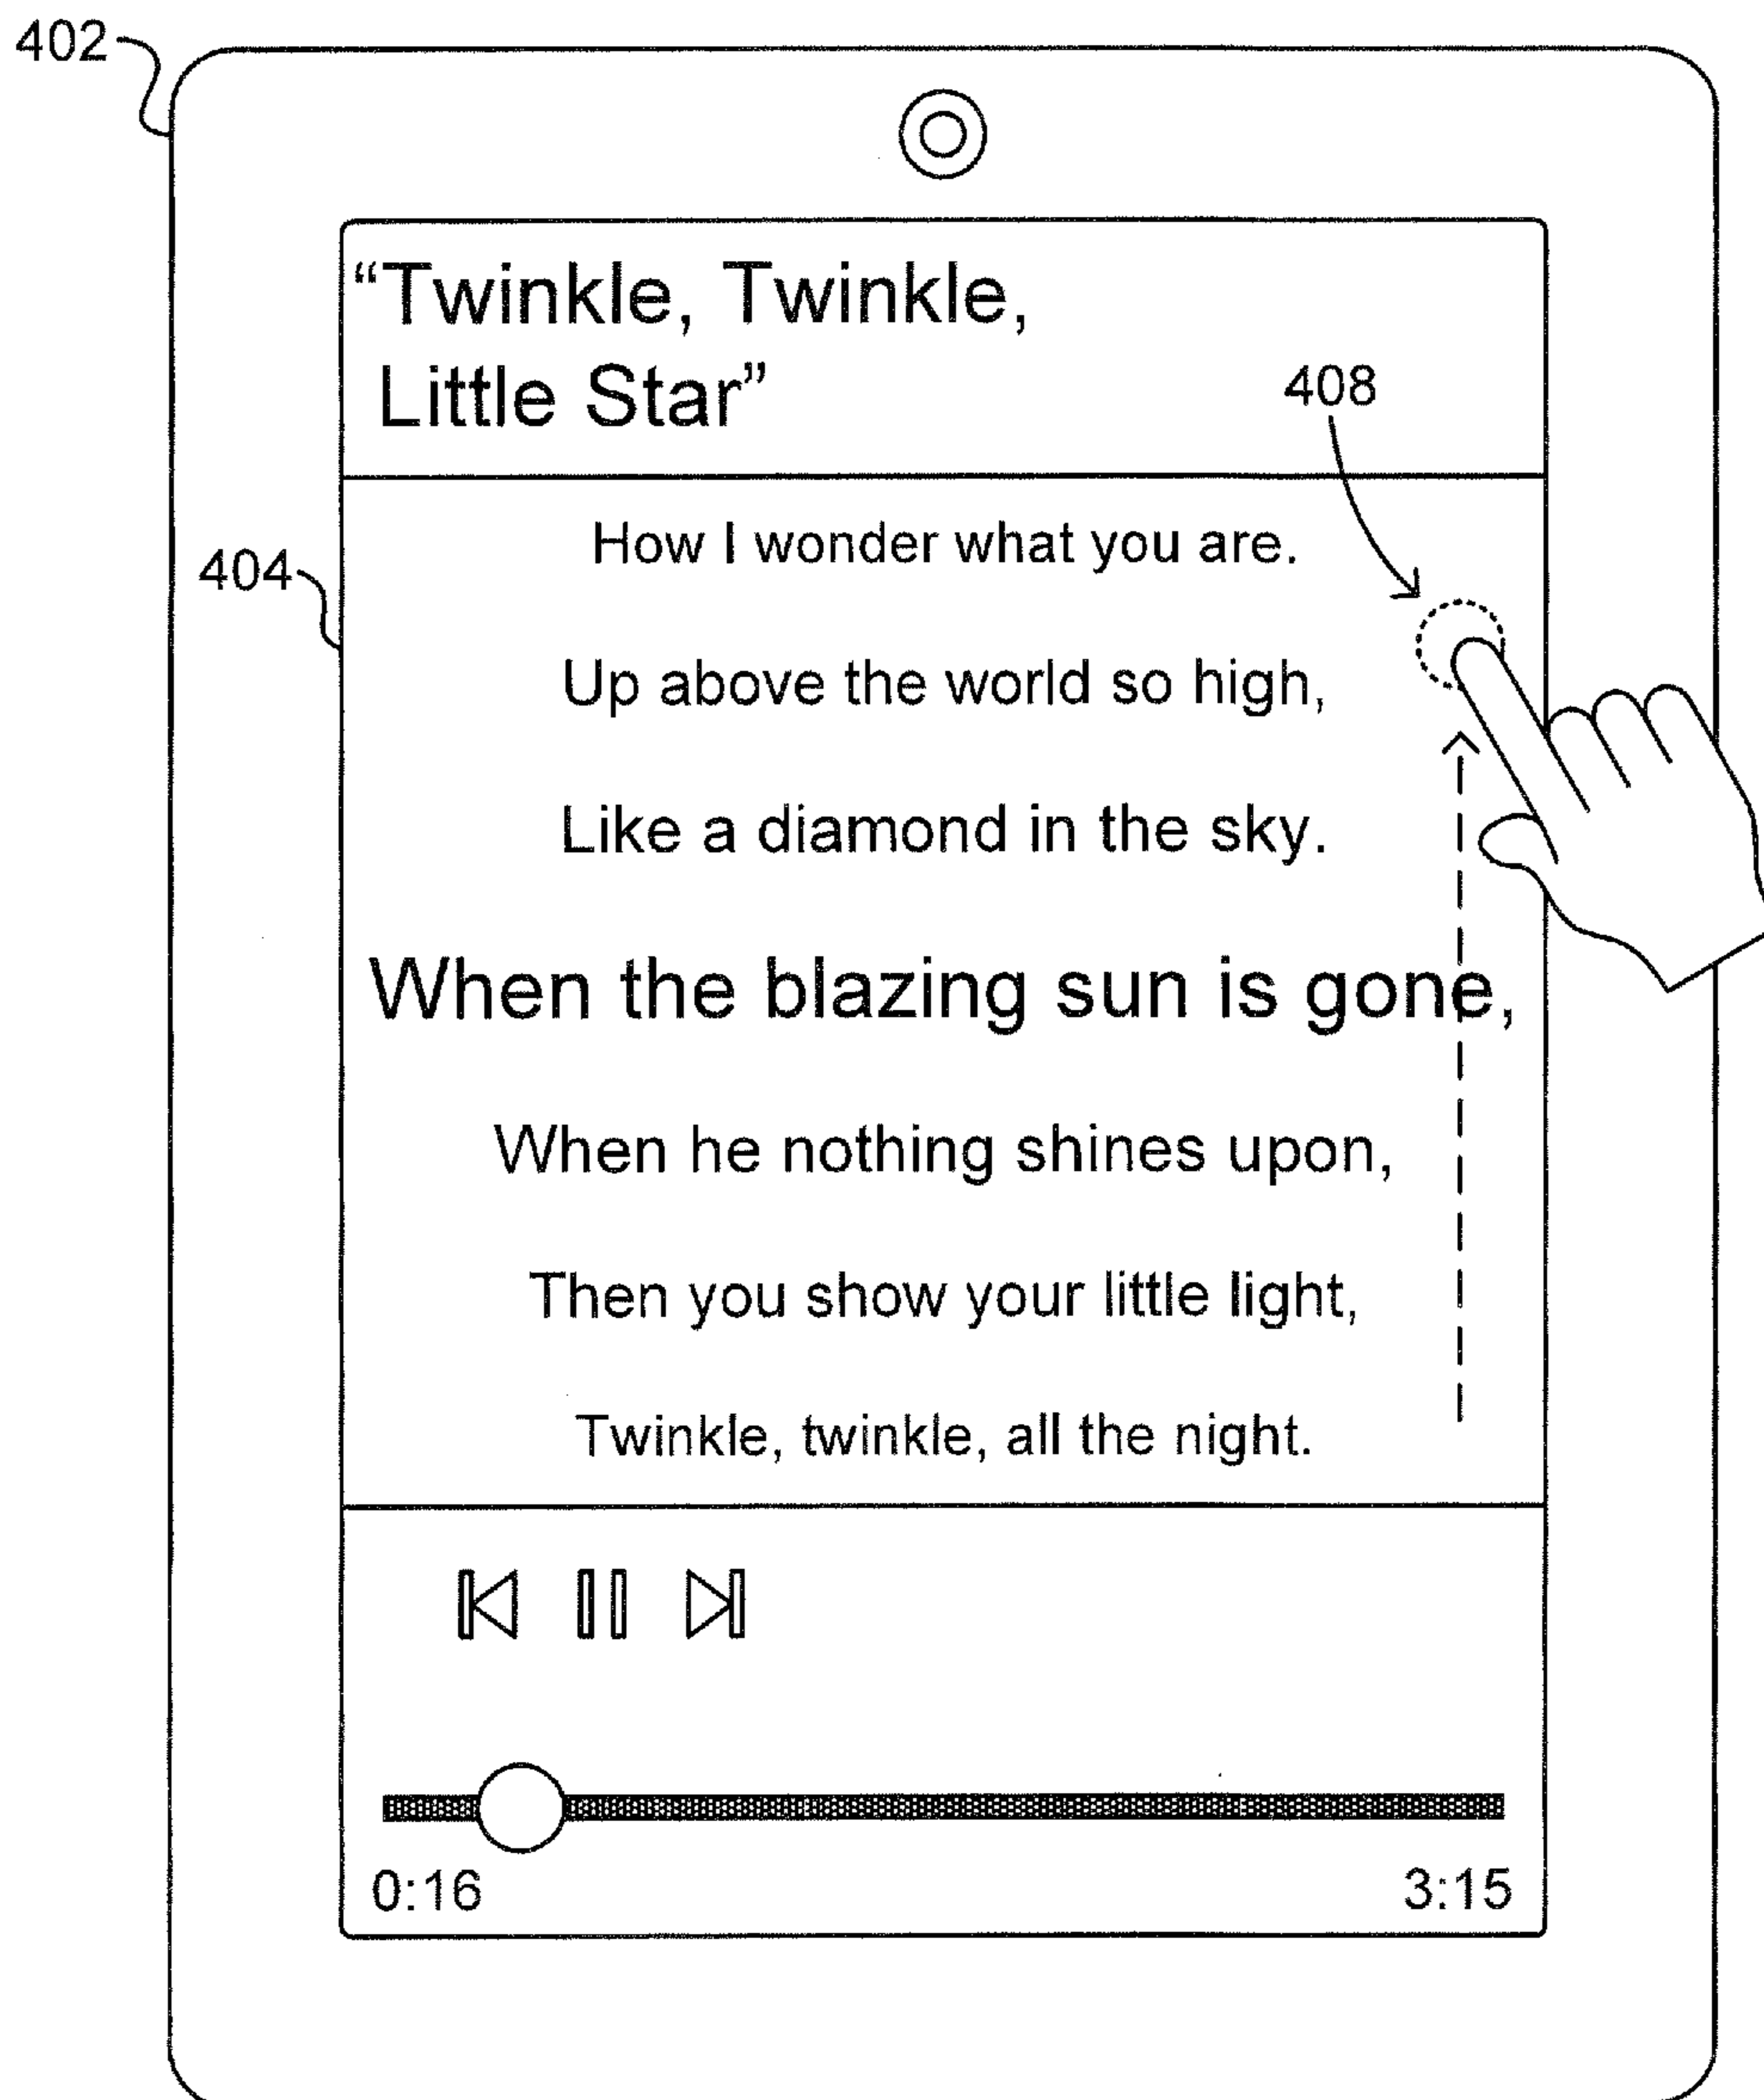 402
“Twinkle, Twinkle,
Little Star”
408
How I wonder what you are.
404
Up above the world so high,
Like a diamond in the sky.
When the blazing sun is gone,
When he nothing shines upon,
Then you show your little light,
Twinkle, twinkle, all the night.
0:16
3:15